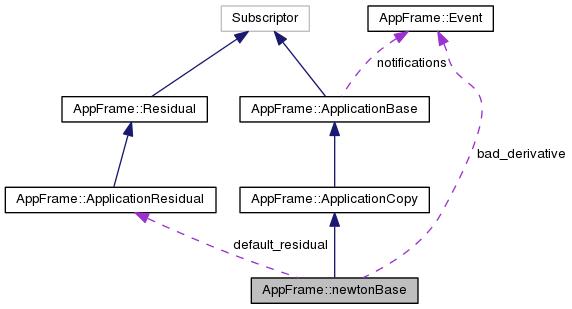 Subscriptor
AppFrame::Event
notifications
AppFrame::Residual
AppFrame::ApplicationBase
bad_derivative
AppFrame::ApplicationResidual
AppFrame::ApplicationCopy
default_residual
AppFrame::newtonBase